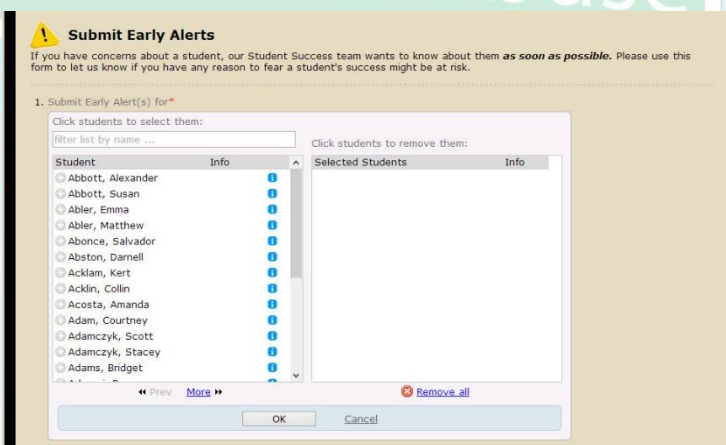 Submit Early Alerts
If you have concerns about a student, our Student Success team wants to know about them as soon as possible. Please use this
form to let us know if you have any reason to fear a student's success might be at risk.
1. Submit Early Alert(s) for*
Click students to select them:
filter list by name ...
Click students to remove them:
Student Info
Selected Students Info
Abbott, Alexander
Abbott, Susan
Abler, Emma
Abler, Matthew
Abonce, Salvador
Abston, Darnell
Acklam, Kert
Acklin, Collin
Acosta, Amanda
Adam, Courtney
Adamczyk, Scott
Adamczyk, Stacey
Adams, Bridget
Prev More
Remove all
OK Cancel